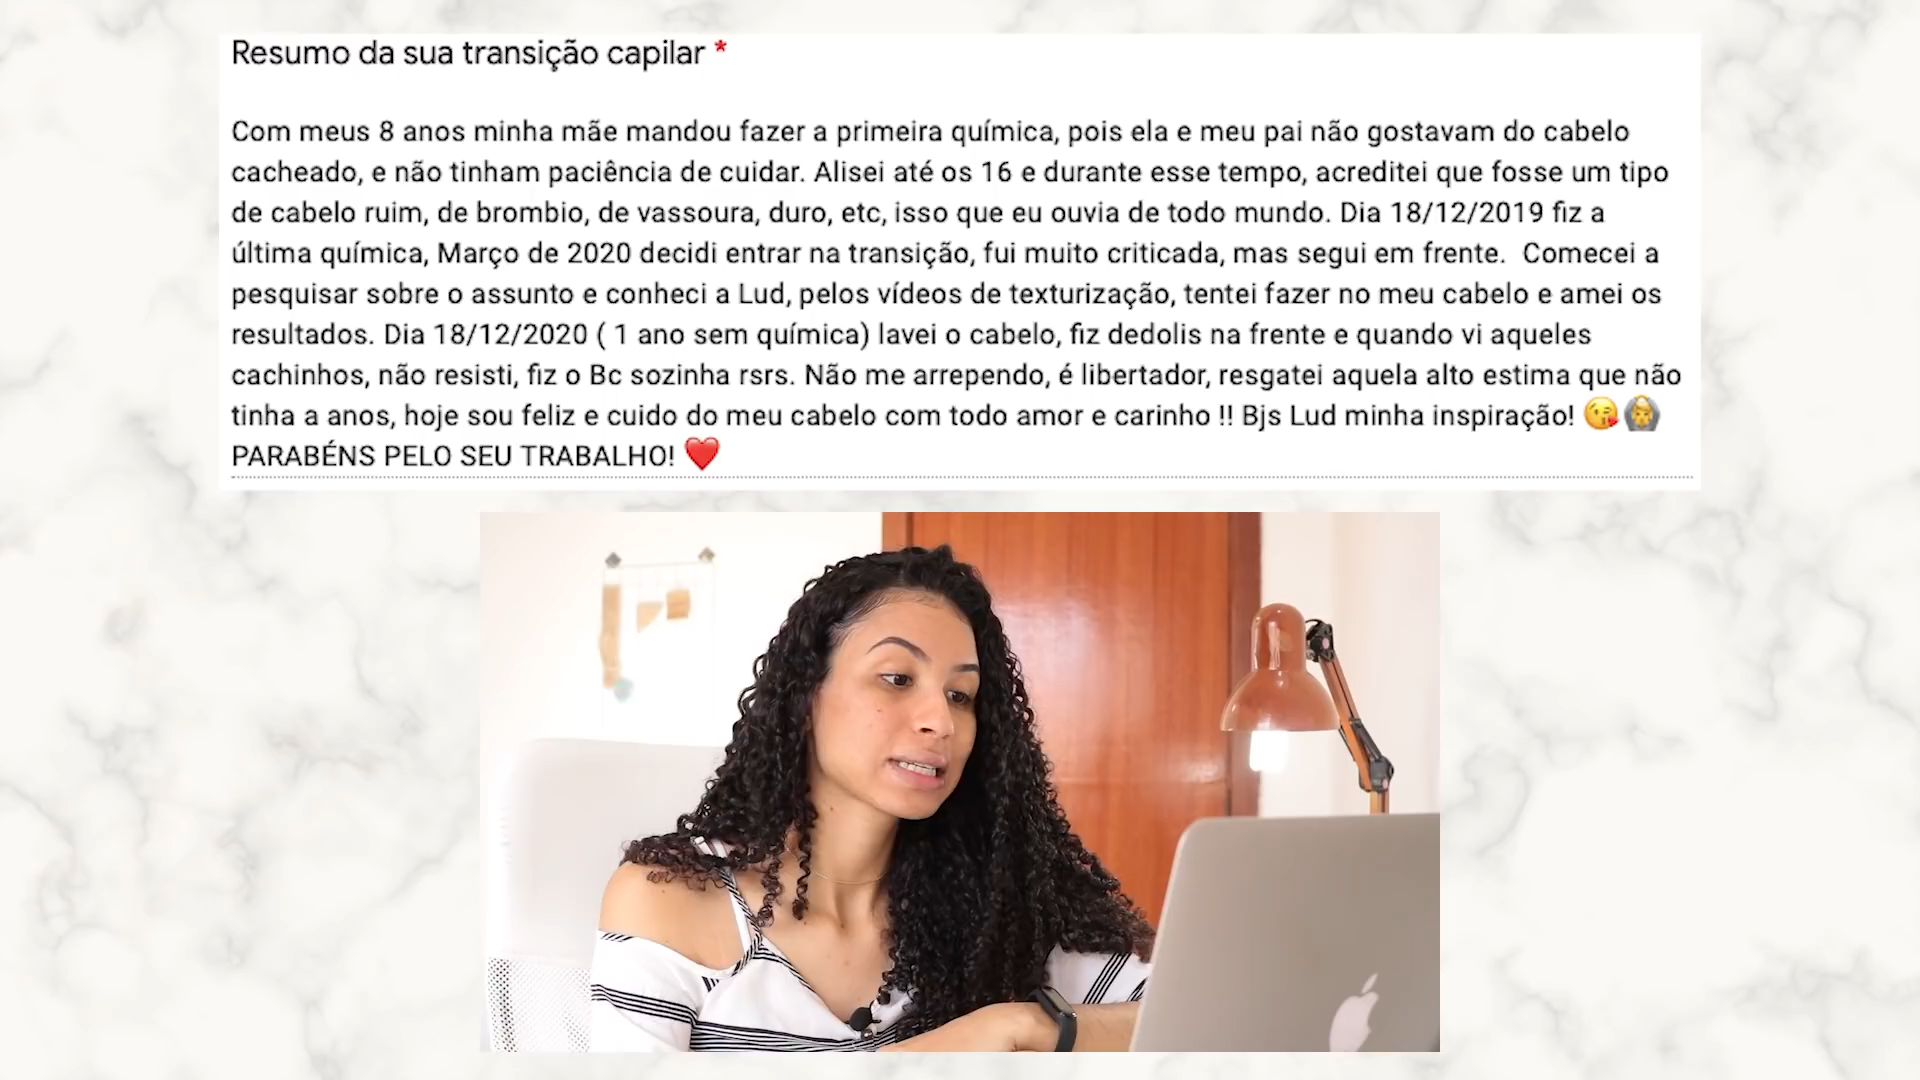 Resumo da sua transição capilar *
Com meus 8 anos minha mãe mandou fazer a primeira química, pois ela e meu pai não gostavam do cabelo
cacheado, e não tinham paciência de cuidar. Alisei até os 16 e durante esse tempo, acreditei que fosse um tipo
de cabelo ruim, de brombio, de vassoura, duro, etc, isso que eu ouvia de todo mundo. Dia 18/12/2019 fiz a
última química, Março de 2020 decidi entrar na transição, fui muito criticada, mas segui em frente.  Comecei a
pesquisar sobre o assunto e conheci a Lud, pelos vídeos de texturização, tentei fazer no meu cabelo e amei os
resultados. Dia 18/12/2020 ( 1 ano sem química) lavei o cabelo, fiz dedolis na frente e quando vi aqueles
cachinhos, não resisti, fiz o Bc sozinha rsrs. Não me arrependo, é libertador, resgatei aquela alto estima que não
tinha a anos, hoje sou feliz e cuido do meu cabelo com todo amor e carinho !! Bjs Lud minha inspiração! 😘🙆
PARABÉNS PELO SEU TRABALHO! ❤️